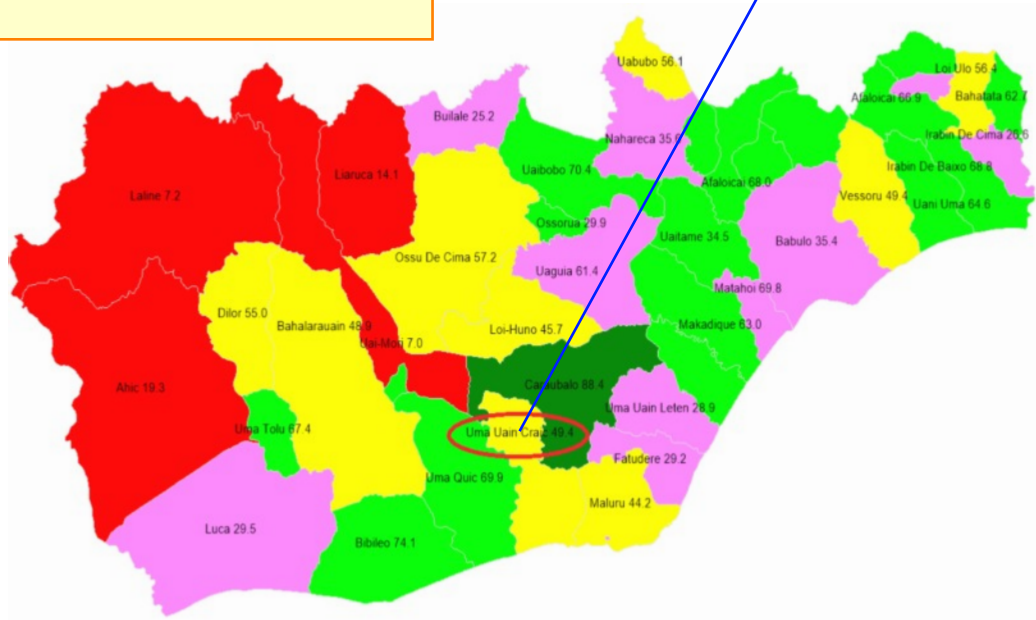 Uabubo 56.1
Loi Ulo 56.4
Afaloicai 66.9
Bahatata 62.7
Builale 25.2
Nahareca 35.0
Irabin De Cima 26.6
Liaruca 14.1
Uaibobo 70.4
Irabin De Baixo 68.8
Laline 7.2
Afaloicai 68.0
Vessoru 49.4
Uani Uma 64.6
Ossorua 29.9
Uaitame 34.5
Babulo 35.4
Ossu De Cima 57.2
Uaguia 61.4
Matahoi 69.8
Dilor 55.0
Bahalarauain 48.9
Loi-Huno 45.7
Makadique 63.0
Uai-Mori 7.0
Ahic 19.3
Caraubalo 88.4
Uma Uain Leten 28.9
Uma Tolu 67.4
Uma Uain Craic 49.4
Fatudere 29.2
Uma Quic 69.9
Maluru 44.2
Luca 29.5
Bibileo 74.1